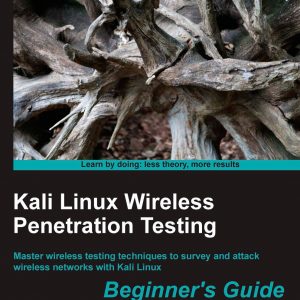 Learn by doing: less theory, more results
Kali Linux Wireless
Penetration Testing
Master wireless testing techniques to survey and attack
wireless networks with Kali Linux
Beginner's Guide